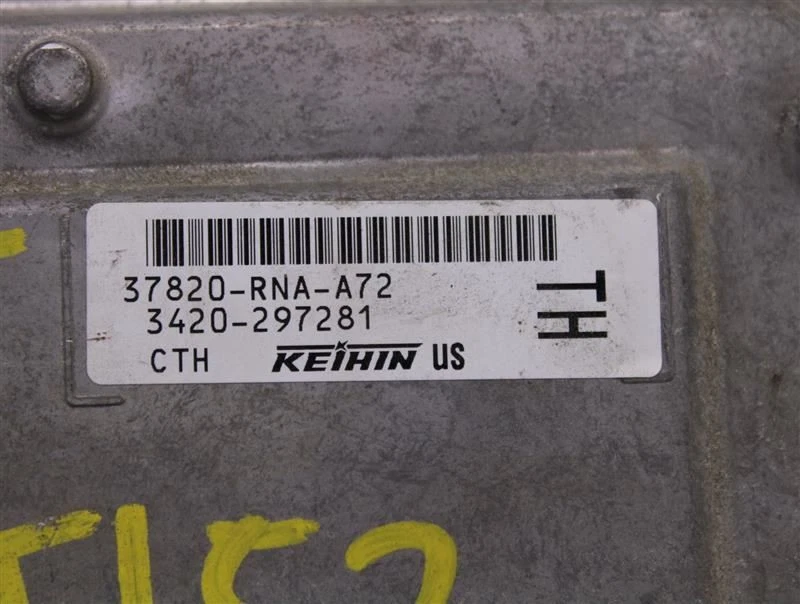 37820-RNA-A72
3420-297281
CTH KEIHIN US
TH